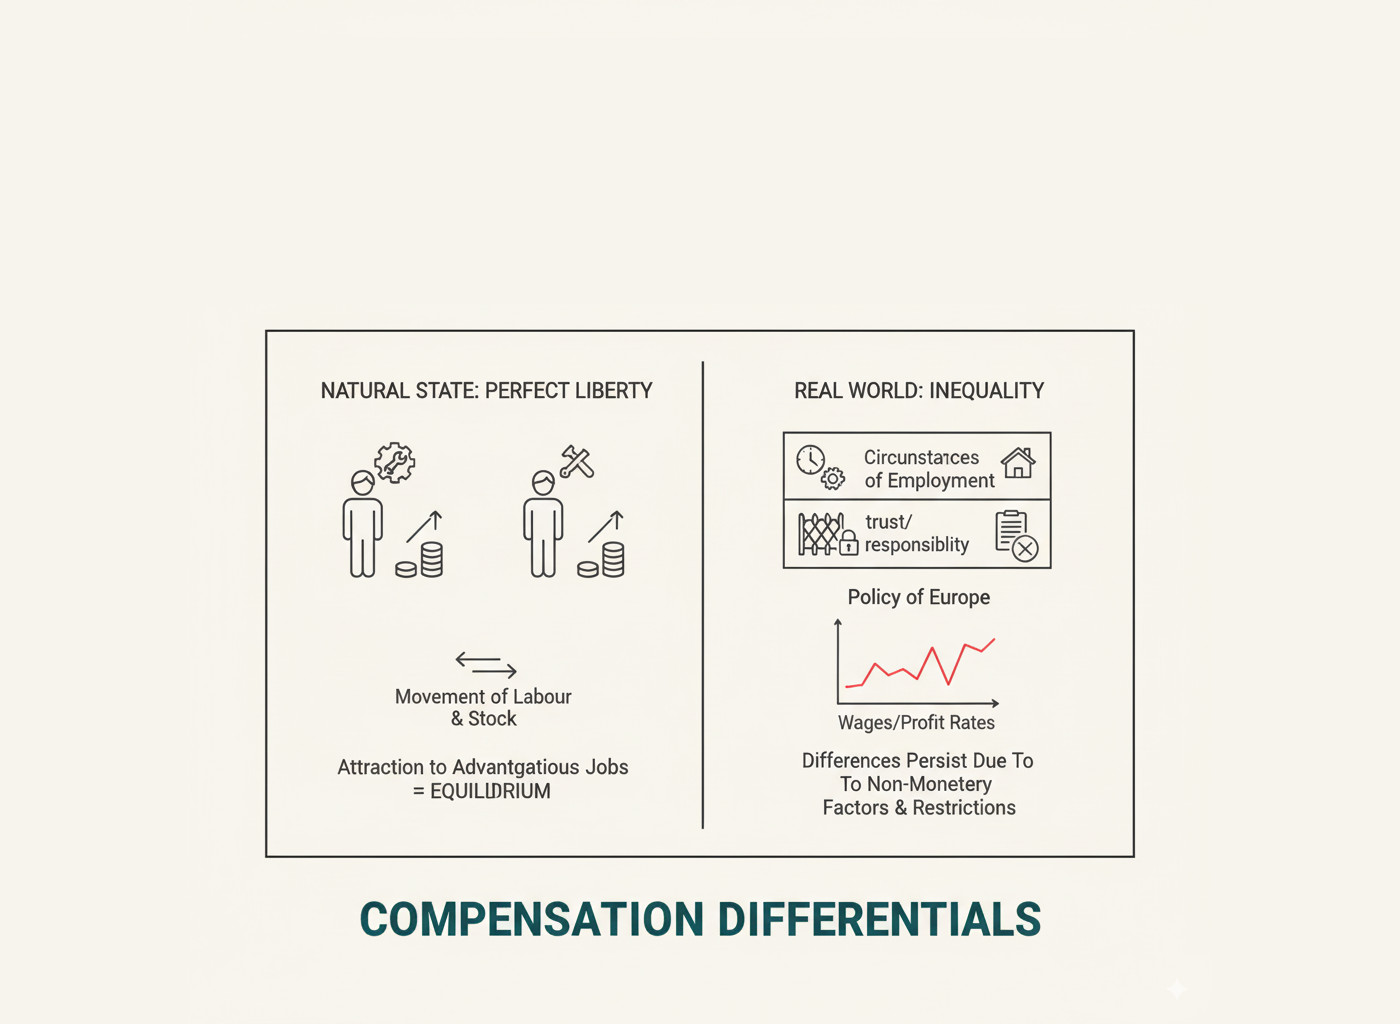 NATURAL STATE: PERFECT LIBERTY
Movement of Labour
& Stock
Attraction to Advantgatious Jobs
=
REAL WORLD: INEQUALITY
Circunstances
of Employment
trust/
responsiblity
Policy of Europe
Wages/Profit Rates
Differences Persist Due To
To Non-Monetery
Factors & Restrictions
COMPENSATION DIFFERENTIALS